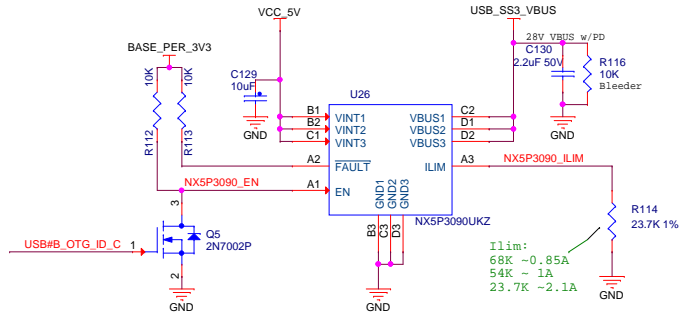 VCC_5V
USB_SS3_VBUS
28V VBUS w/PD
BASE_PER_3V3
C130
2.2uF 50V
R116
10K
Bleeder
10K
10K
C129
10uF
U26
GND
GND
R112
R113
B1
B2
C1
VINT1
VINT2
VINT3
VBUS1
VBUS2
VBUS3
C2
D1
D2
A2
FAULT
ILIM
A3
NX5P3090_ILIM
NX5P3090_EN
A1
EN
GND1
GND2
GND3
NX5P3090UKZ
B3
C3
D3
3
Q5
2N7002P
USB#B_OTG_ID_C
1
2
R114
23.7K 1%
Ilim:
68K ~0.85A
54K ~ 1A
23.7K ~2.1A
GND
GND
GND